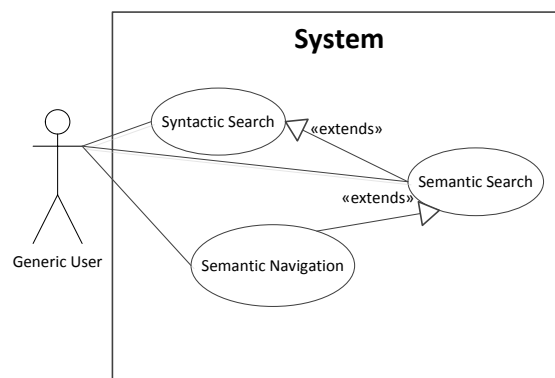 System
Syntactic Search
«extends»
Semantic Search
«extends»
Generic User
Semantic Navigation